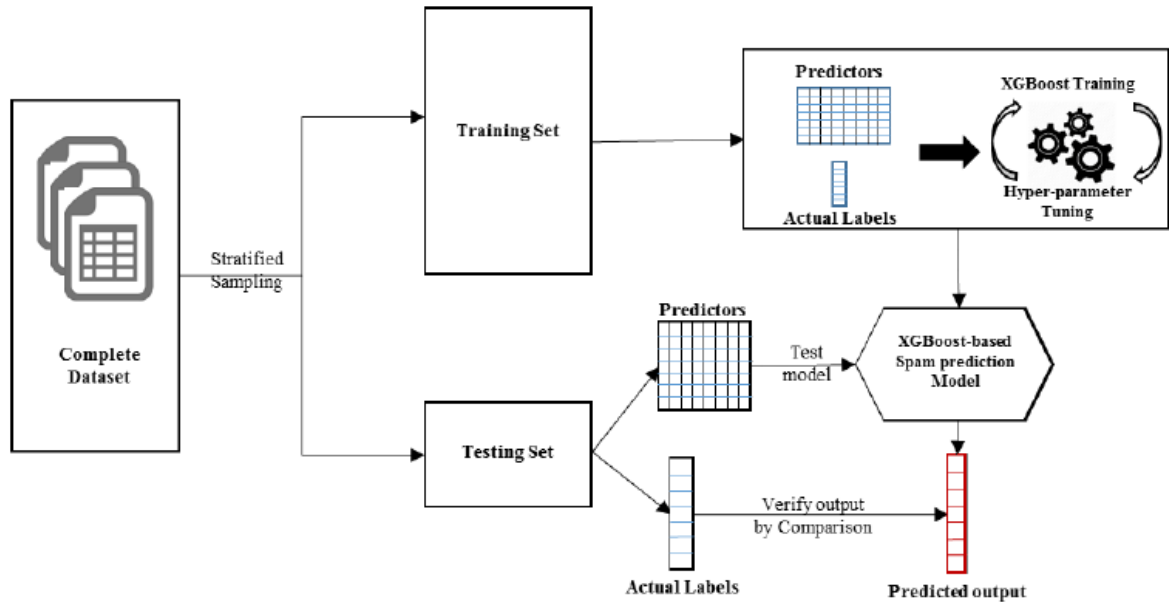 Complete
Dataset
Stratified
Sampling
Training Set
Testing Set
Predictors
Actual Labels
XGBoost Training
Hyper-parameter
Tuning
Predictors
Test
model
XGBoost-based
Spam prediction
Model
Actual Labels
Verify output
by Comparison
Predicted output